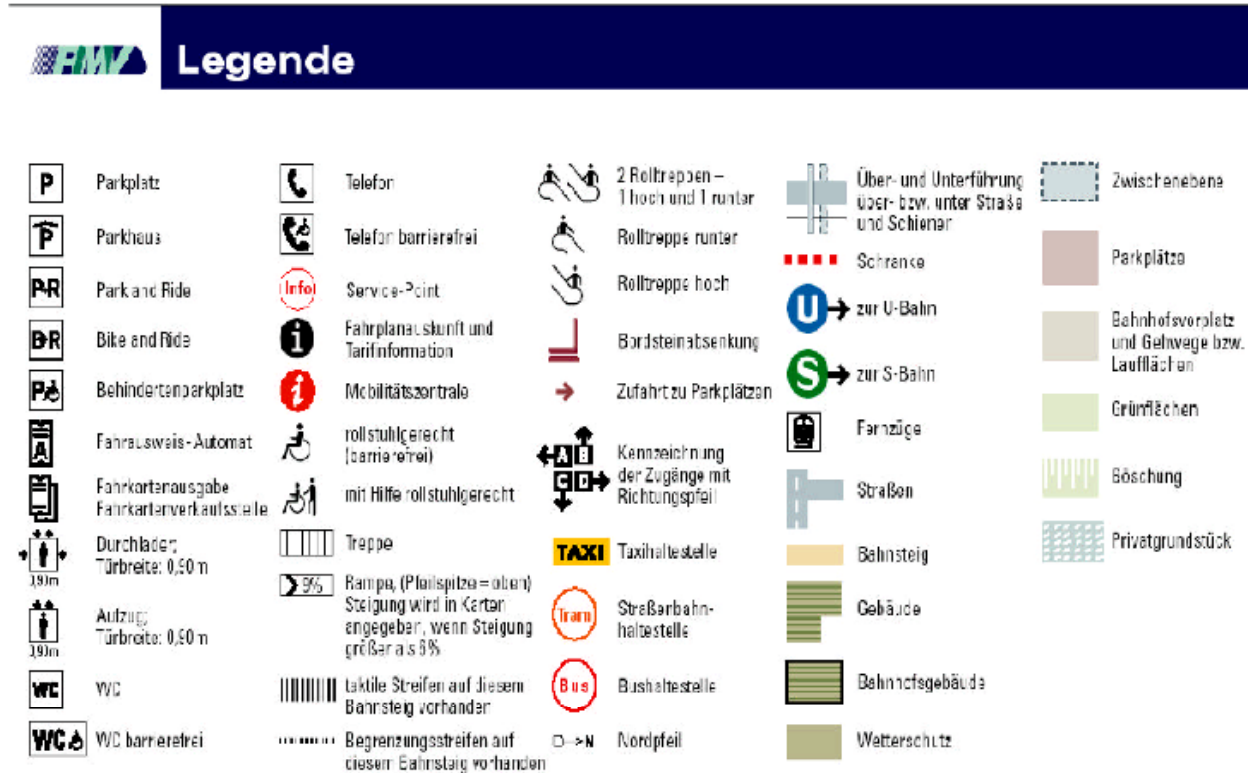 RMV Legende
P Parkplatz
P Parkhaus
P+R Park and Ride
B+R Bike and Ride
P Behindertenparkplatz
A Fahrausweis-Automat
Fahrkartenausgabe
Fahrkartenverkaufsstelle
0,90m
Durchlader;
Türbreite: 0,90 m
0,90m
Aufzug;
Türbreite: 0,90 m
WC WC
WC WC barrierefrei
Telefon
Telefon barrierefrei
Info Service-Point
i Fahrplanauskunft und
Tarifinformation
i Mobilitätszentrale
rollstuhlgerecht
(barrierefrei)
mit Hilfe rollstuhlgerecht
Treppe
9% Rampe, (Pfeilspitze = oben)
Steigung wird in Karten
angegeben, wenn Steigung
größer als 6%
taktile Streifen auf diesem
Bahnsteig vorhanden
Begrenzungsstreifen auf
diesem Bahnsteig vorhanden
2 Rolltreppen –
1 hoch und 1 runter
Rolltreppe runter
Rolltreppe hoch
Bordsteinabsenkung
Zufahrt zu Parkplätzen
A B
C D
Kennzeichnung
der Zugänge mit
Richtungspfeil
TAXI Taxihaltestelle
Tram Straßenbahn-
haltestelle
Bus Bushaltestelle
N Nordpfeil
Über- und Unterführung
über- bzw. unter Straße
und Schienen
Schranke
U zur U-Bahn
S zur S-Bahn
Fernzüge
Straßen
Bahnsteig
Gebäude
Bahnhofsgebäude
Wetterschutz
Zwischenebene
Parkplätze
Bahnhofsvorplatz
und Gehwege bzw.
Laufflächen
Grünflächen
Böschung
Privatgrundstück